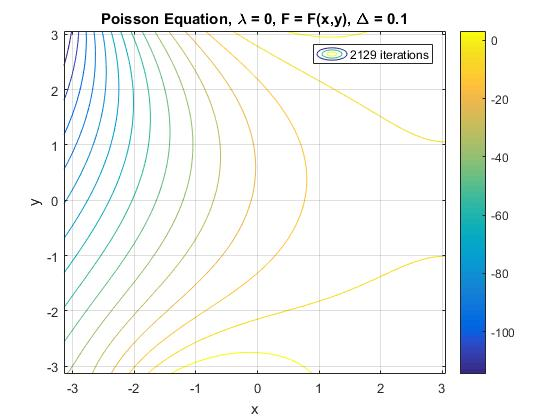 Poisson Equation, λ = 0, F = F(x,y), Δ = 0.1
2129 iterations
3
2
1
0
-1
-2
-3
y
-3 -2 -1 0 1 2 3
x
0
-20
-40
-60
-80
-100